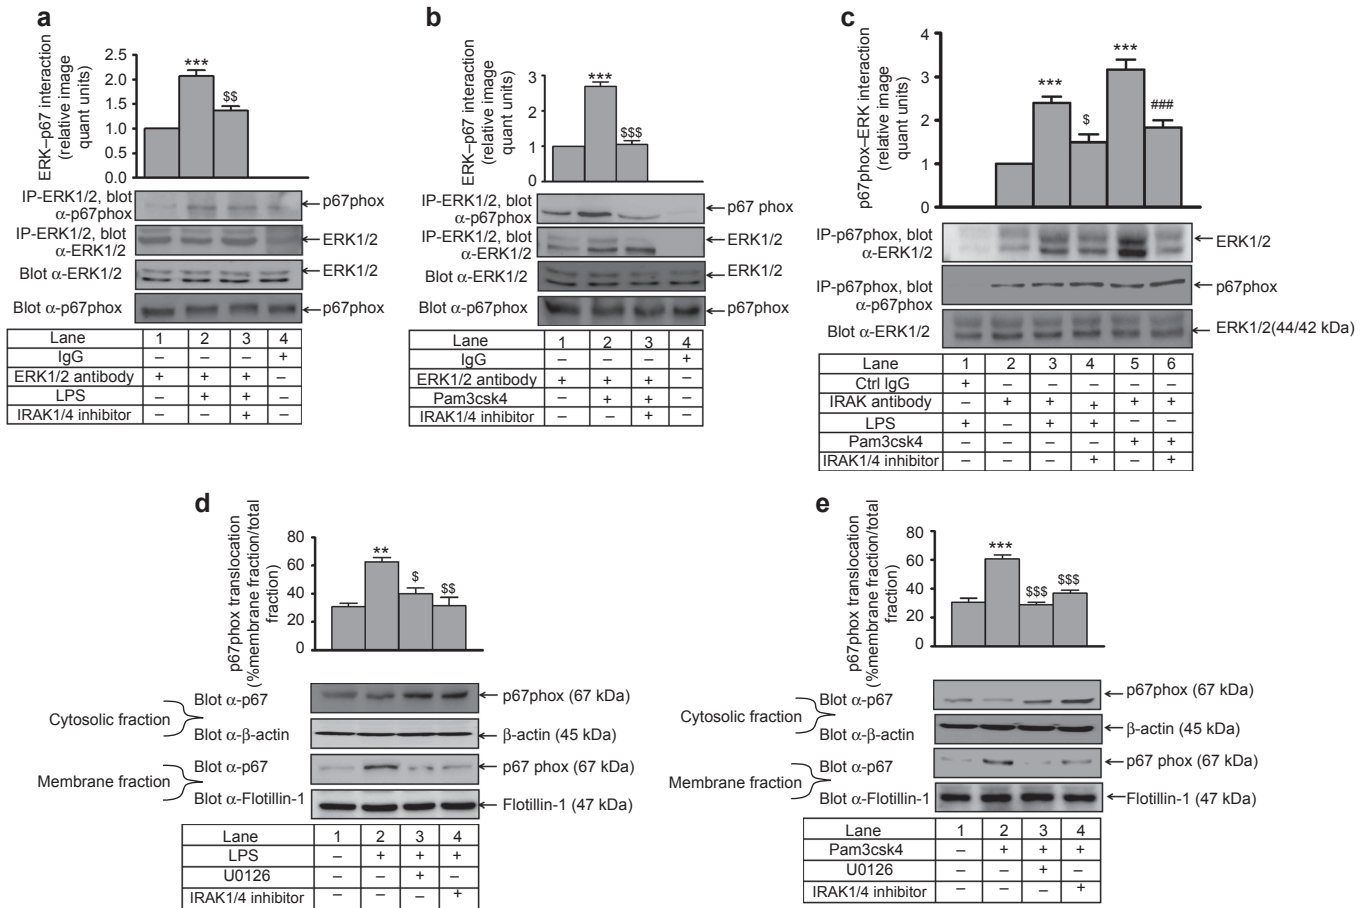 a
ERK–p67 interaction
(relative image
quant units)
2.5
2.0
1.5
1.0
0.5
0.0
***
$$
IP-ERK1/2, blot
α-p67phox
p67phox
IP-ERK1/2, blot
α-ERK1/2
ERK1/2
Blot α-ERK1/2
ERK1/2
Blot α-p67phox
p67phox
Lane 1 2 3 4
IgG – – – +
ERK1/2 antibody + + + –
LPS – + + –
IRAK1/4 inhibitor – – + –
b
ERK–p67 interaction
(relative image
quant units)
3
2
1
0
***
$$$
IP-ERK1/2, blot
α-p67phox
p67 phox
IP-ERK1/2, blot
α-ERK1/2
ERK1/2
Blot α-ERK1/2
ERK1/2
Blot α-p67phox
p67phox
Lane 1 2 3 4
IgG – – – +
ERK1/2 antibody + + + –
Pam3csk4 – + + –
IRAK1/4 inhibitor – – + –
c
p67phox–ERK interaction
(relative image
quant units)
4
3
2
1
0
***
$
***
###
IP-p67phox, blot
α-ERK1/2
ERK1/2
IP-p67phox, blot
α-p67phox
p67phox
Blot α-ERK1/2
ERK1/2(44/42 kDa)
Lane 1 2 3 4 5 6
Ctrl IgG + – – – – –
IRAK antibody – + + + + +
LPS + – + + – –
Pam3csk4 – – – – + +
IRAK1/4 inhibitor – – – + – +
d
p67phox translocation
(%membrane fraction/total
fraction)
80
60
40
20
0
**
$
$$
Cytosolic fraction
Blot α-p67
p67phox (67 kDa)
Blot α-β-actin
β-actin (45 kDa)
Membrane fraction
Blot α-p67
p67 phox (67 kDa)
Blot α-Flotillin-1
Flotillin-1 (47 kDa)
Lane 1 2 3 4
LPS – + + +
U0126 – – + –
IRAK1/4 inhibitor – – – +
e
p67phox translocation
(%membrane fraction/total
fraction)
80
60
40
20
0
***
$$$
$$$
Cytosolic fraction
Blot α-p67
p67phox (67 kDa)
Blot α-β-actin
β-actin (45 kDa)
Membrane fraction
Blot α-p67
p67 phox (67 kDa)
Blot α-Flotillin-1
Flotillin-1 (47 kDa)
Lane 1 2 3 4
Pam3csk4 – + + +
U0126 – – + –
IRAK1/4 inhibitor – – – +